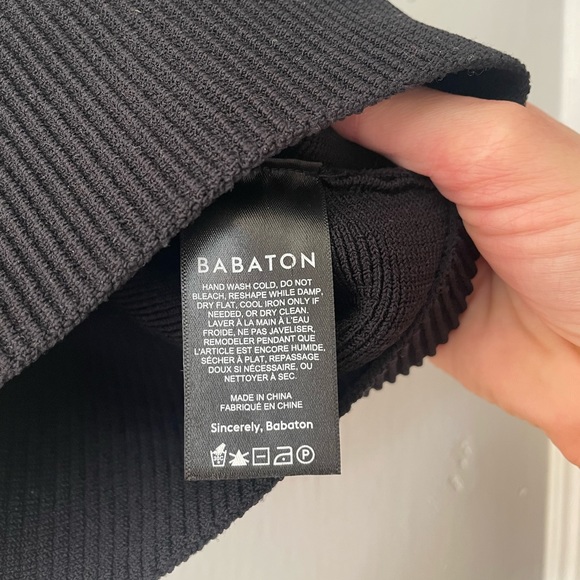 BABATON
HAND WASH COLD, DO NOT
BLEACH, RESHAPE WHILE DAMP,
DRY FLAT, COOL IRON ONLY IF
NEEDED, OR DRY CLEAN.
LAVER À LA MAIN À L'EAU
FROIDE, NE PAS JAVELISER,
REMODELER PENDANT QUE
L'ARTICLE EST ENCORE HUMIDE,
SÉCHER À PLAT, REPASSAGE
DOUX SI NÉCESSAIRE, OU
NETTOYER À SEC.
MADE IN CHINA
FABRIQUÉ EN CHINE
Sincerely, Babaton
P